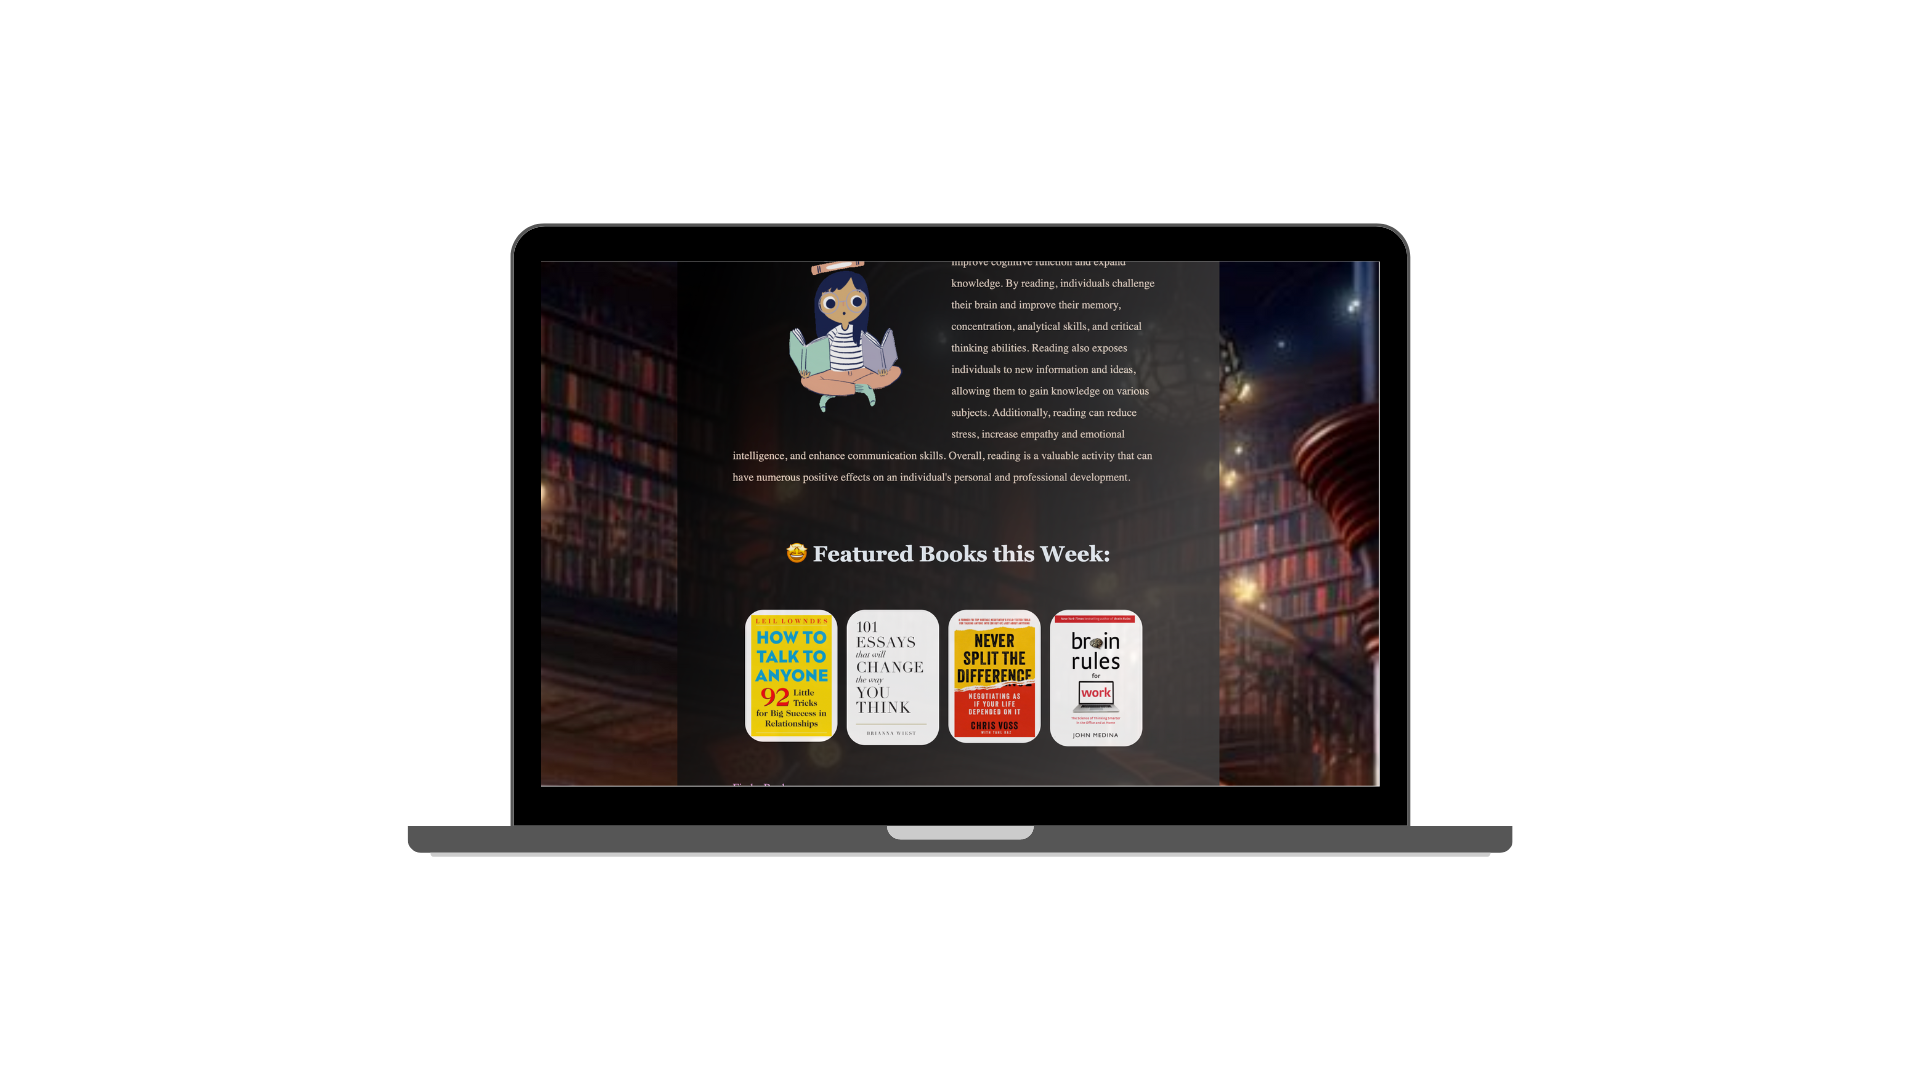 improve cognitive function and expand
knowledge. By reading, individuals challenge
their brain and improve their memory,
concentration, analytical skills, and critical
thinking abilities. Reading also exposes
individuals to new information and ideas,
allowing them to gain knowledge on various
subjects. Additionally, reading can reduce
stress, increase empathy and emotional
intelligence, and enhance communication skills. Overall, reading is a valuable activity that can
have numerous positive effects on an individual's personal and professional development.
🤩 Featured Books this Week:
LEIL LOWNDES
HOW TO
TALK TO
ANYONE
92 Little
Tricks
for Big Success in
Relationships
101
ESSAYS
that will
CHANGE
the way
YOU
THINK
BRIANNA WIEST
NEVER
SPLIT THE
DIFFERENCE
NEGOTIATING AS
IF YOUR LIFE
DEPENDED ON IT
CHRIS VOSS
WITH TAHL RAZ
brain
rules
for
work
JOHN MEDINA